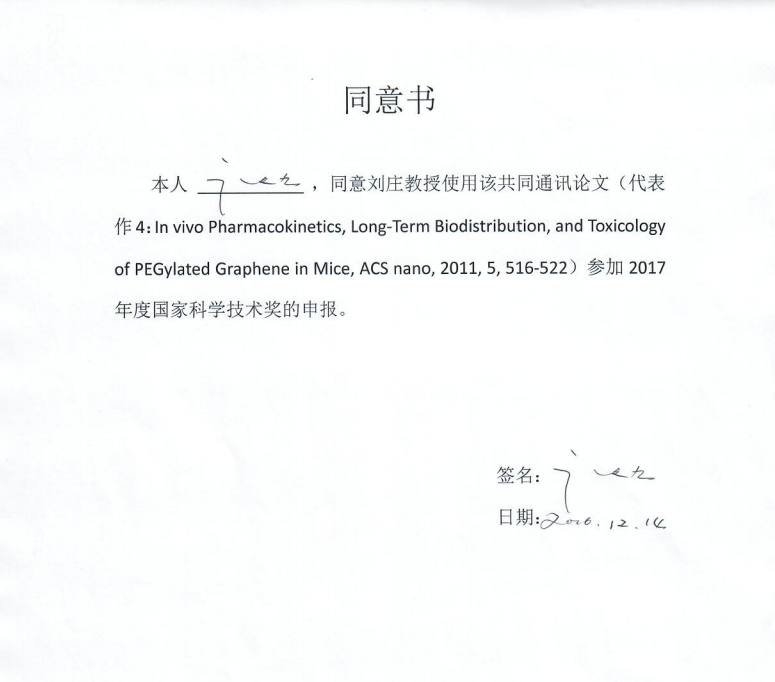 同意书
本人 ，同意刘庄教授使用该共同通讯论文（代表
作4: In vivo Pharmacokinetics, Long-Term Biodistribution, and Toxicology
of PEGylated Graphene in Mice, ACS nano, 2011, 5, 516-522）参加 2017
年度国家科学技术奖的申报。
签名:
日期:2016.12.14